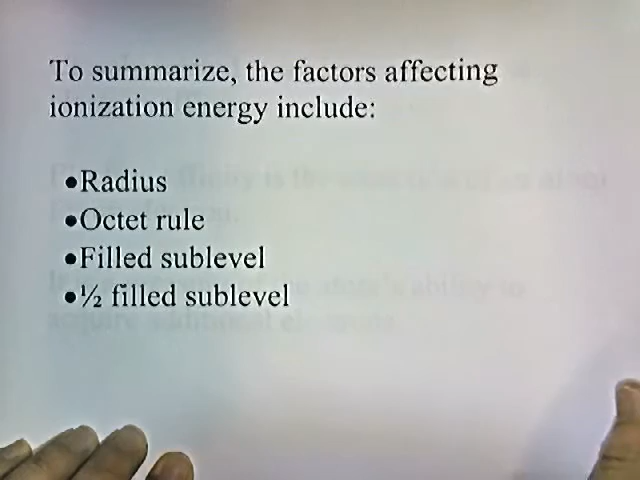 To summarize, the factors affecting
ionization energy include:
•Radius
•Octet rule
•Filled sublevel
•½ filled sublevel